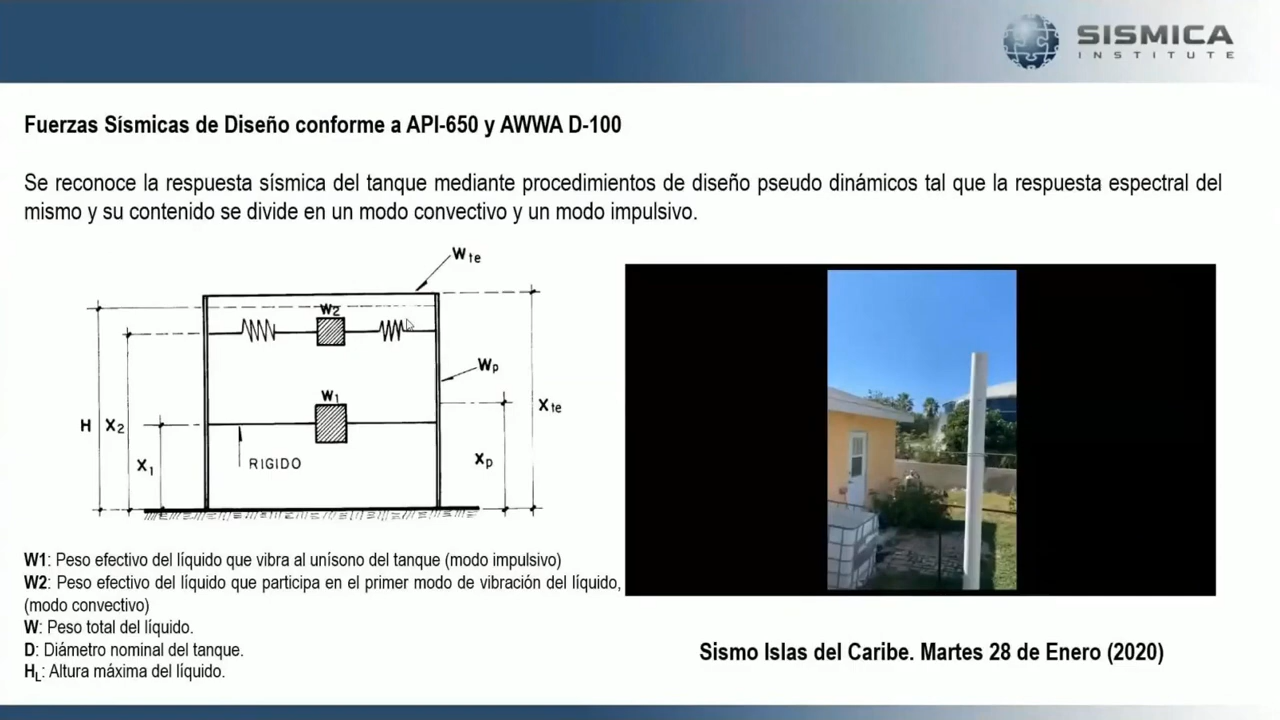 SISMICA
INSTITUTE
Fuerzas Sísmicas de Diseño conforme a API-650 y AWWA D-100
Se reconoce la respuesta sísmica del tanque mediante procedimientos de diseño pseudo dinámicos tal que la respuesta espectral del
mismo y su contenido se divide en un modo convectivo y un modo impulsivo.
Wte
W2
Wp
W1
Xte
H
X2
X1
RIGIDO
Xp
W1: Peso efectivo del líquido que vibra al unísono del tanque (modo impulsivo)
W2: Peso efectivo del líquido que participa en el primer modo de vibración del líquido,
(modo convectivo)
W: Peso total del líquido.
D: Diámetro nominal del tanque.
HL: Altura máxima del líquido.
Sismo Islas del Caribe. Martes 28 de Enero (2020)